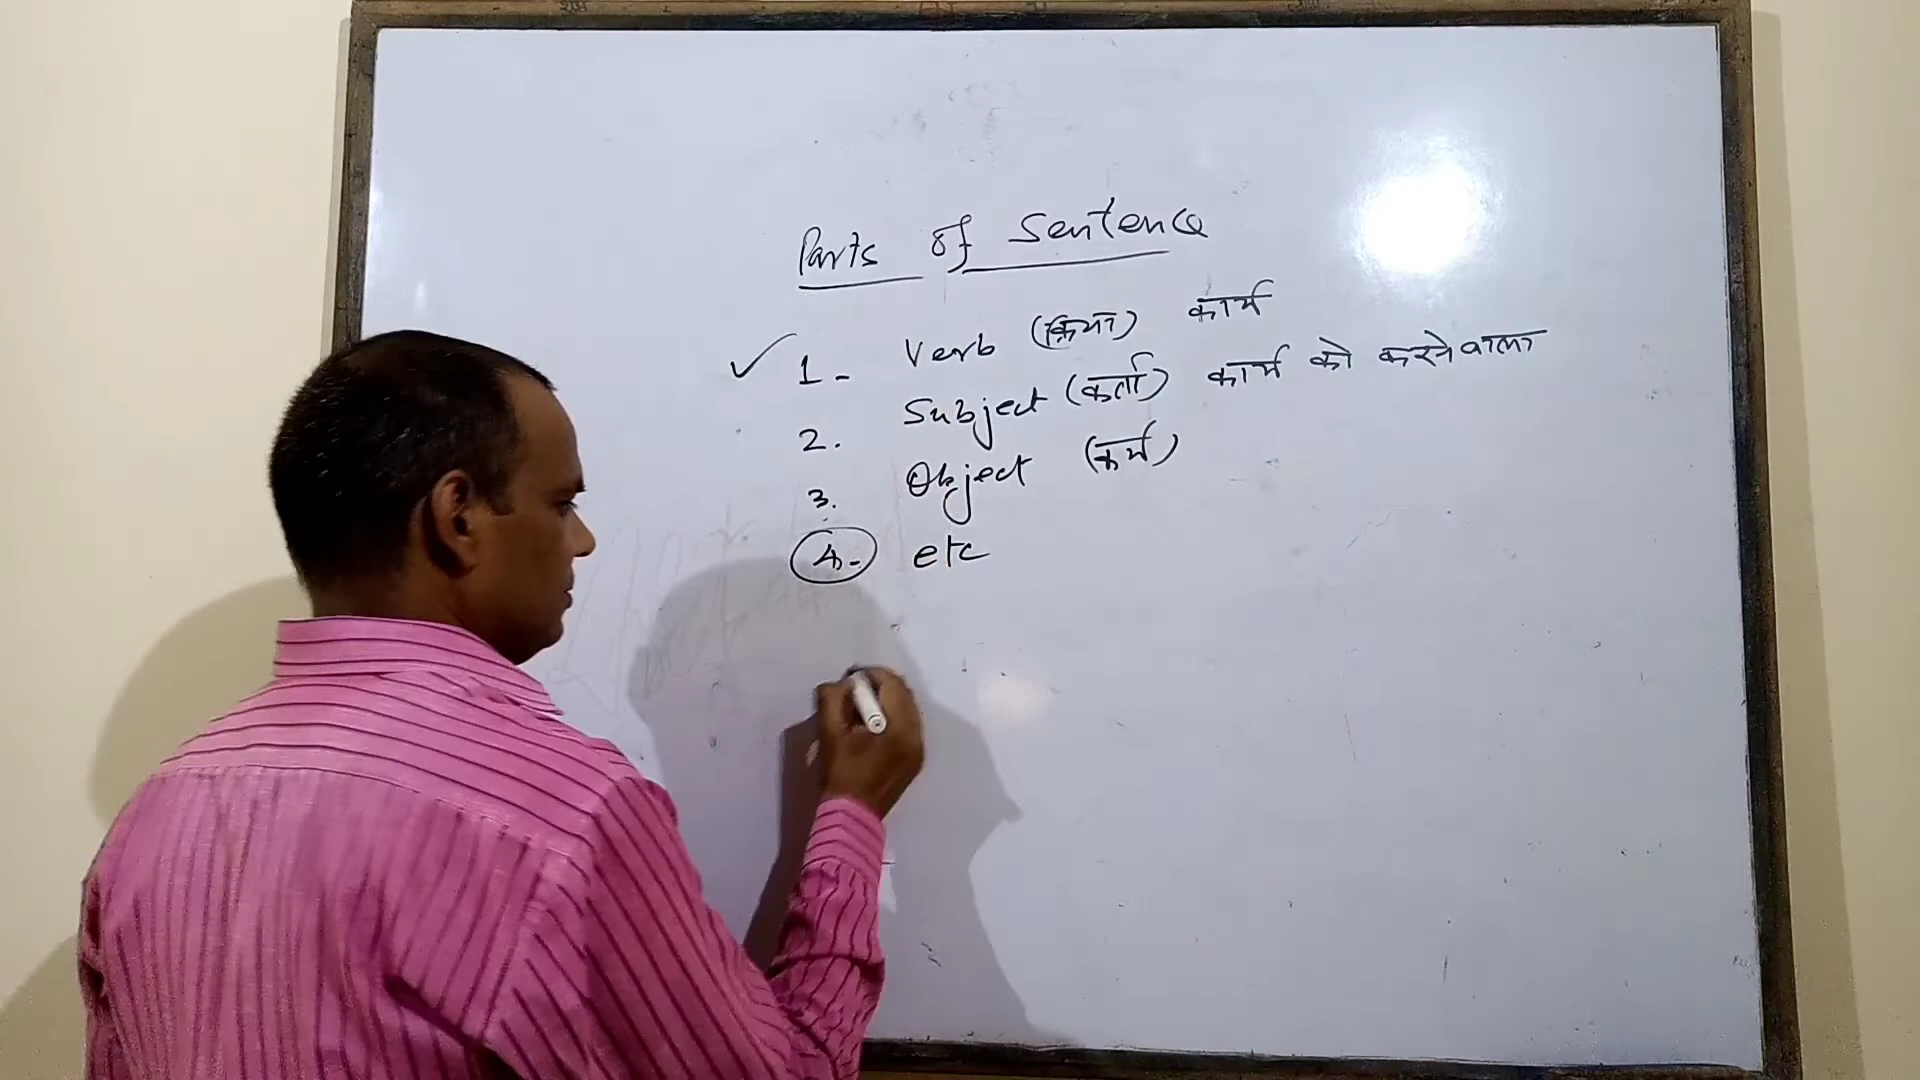 Parts of Sentence
1- Verb (क्रिया) कार्य
2. Subject (कर्ता) कार्य को करने वाला
3. Object (कर्म)
4- etc